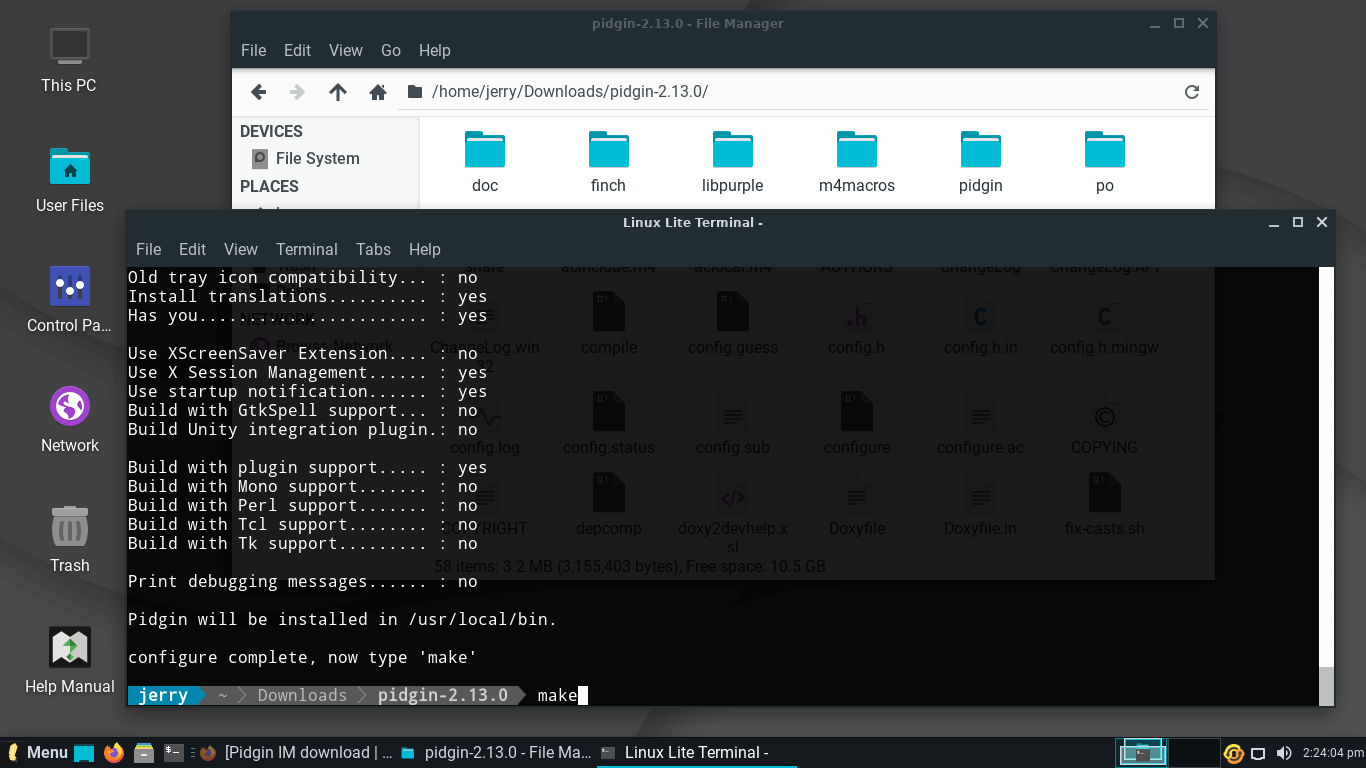 This PC
User Files
Control Pa...
Network
Trash
Help Manual
pidgin-2.13.0 - File Manager
File Edit View Go Help
/home/jerry/Downloads/pidgin-2.13.0/
DEVICES
File System
PLACES
doc finch libpurple m4macros pidgin po
Linux Lite Terminal -
File Edit View Terminal Tabs Help
Trash
share acinclude.m4 aclocal.m4 AUTHORS ChangeLog ChangeLog.API
NETWORK
Browse Network
ChangeLog.win32 compile config.guess config.h config.h.in config.h.mingw
config.log config.status config.sub configure configure.ac COPYING
COPYRIGHT depcomp doxy2devhelp.xsl Doxyfile Doxyfile.in fix-casts.sh
58 items: 3.2 MB (3,155,403 bytes), Free space: 10.5 GB
Old tray icon compatibility... : no
Install translations.......... : yes
Has you....................... : yes
Use XScreenSaver Extension.... : no
Use X Session Management...... : yes
Use startup notification...... : yes
Build with GtkSpell support... : no
Build Unity integration plugin.: no
Build with plugin support..... : yes
Build with Mono support....... : no
Build with Perl support....... : no
Build with Tcl support........ : no
Build with Tk support......... : no
Print debugging messages...... : no
Pidgin will be installed in /usr/local/bin.
configure complete, now type 'make'
jerry ~ Downloads pidgin-2.13.0 make
Menu [Pidgin IM download | ... pidgin-2.13.0 - File Ma... Linux Lite Terminal - 2:24:04 pm